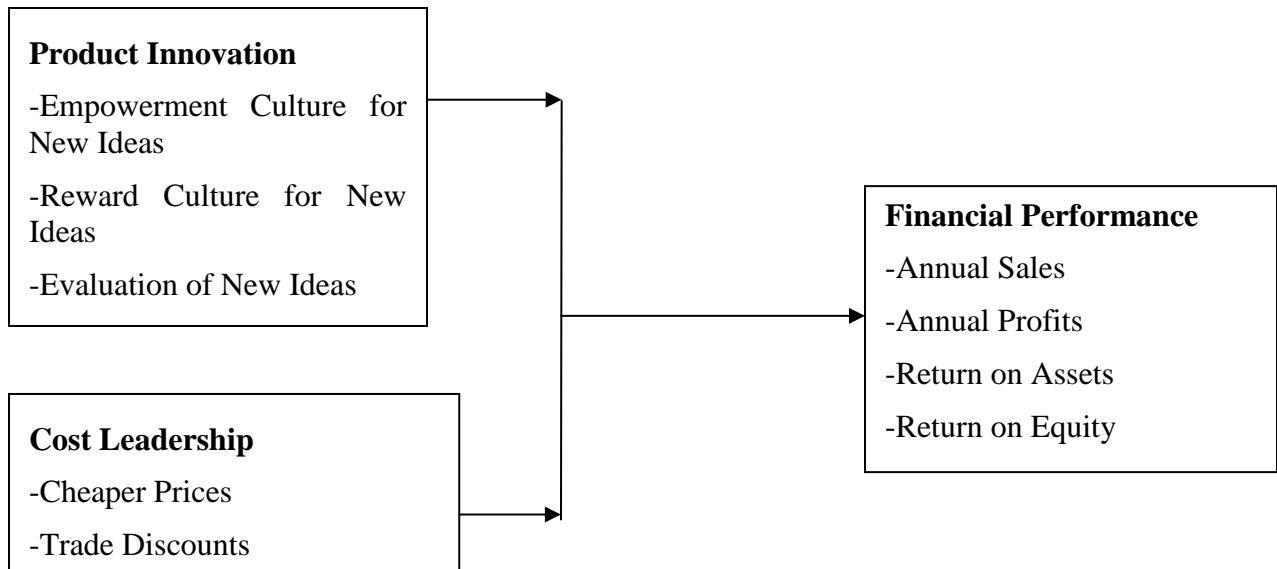 Product Innovation
-Empowerment Culture for
New Ideas
-Reward Culture for New
Ideas
-Evaluation of New Ideas
Cost Leadership
-Cheaper Prices
-Trade Discounts
Financial Performance
-Annual Sales
-Annual Profits
-Return on Assets
-Return on Equity